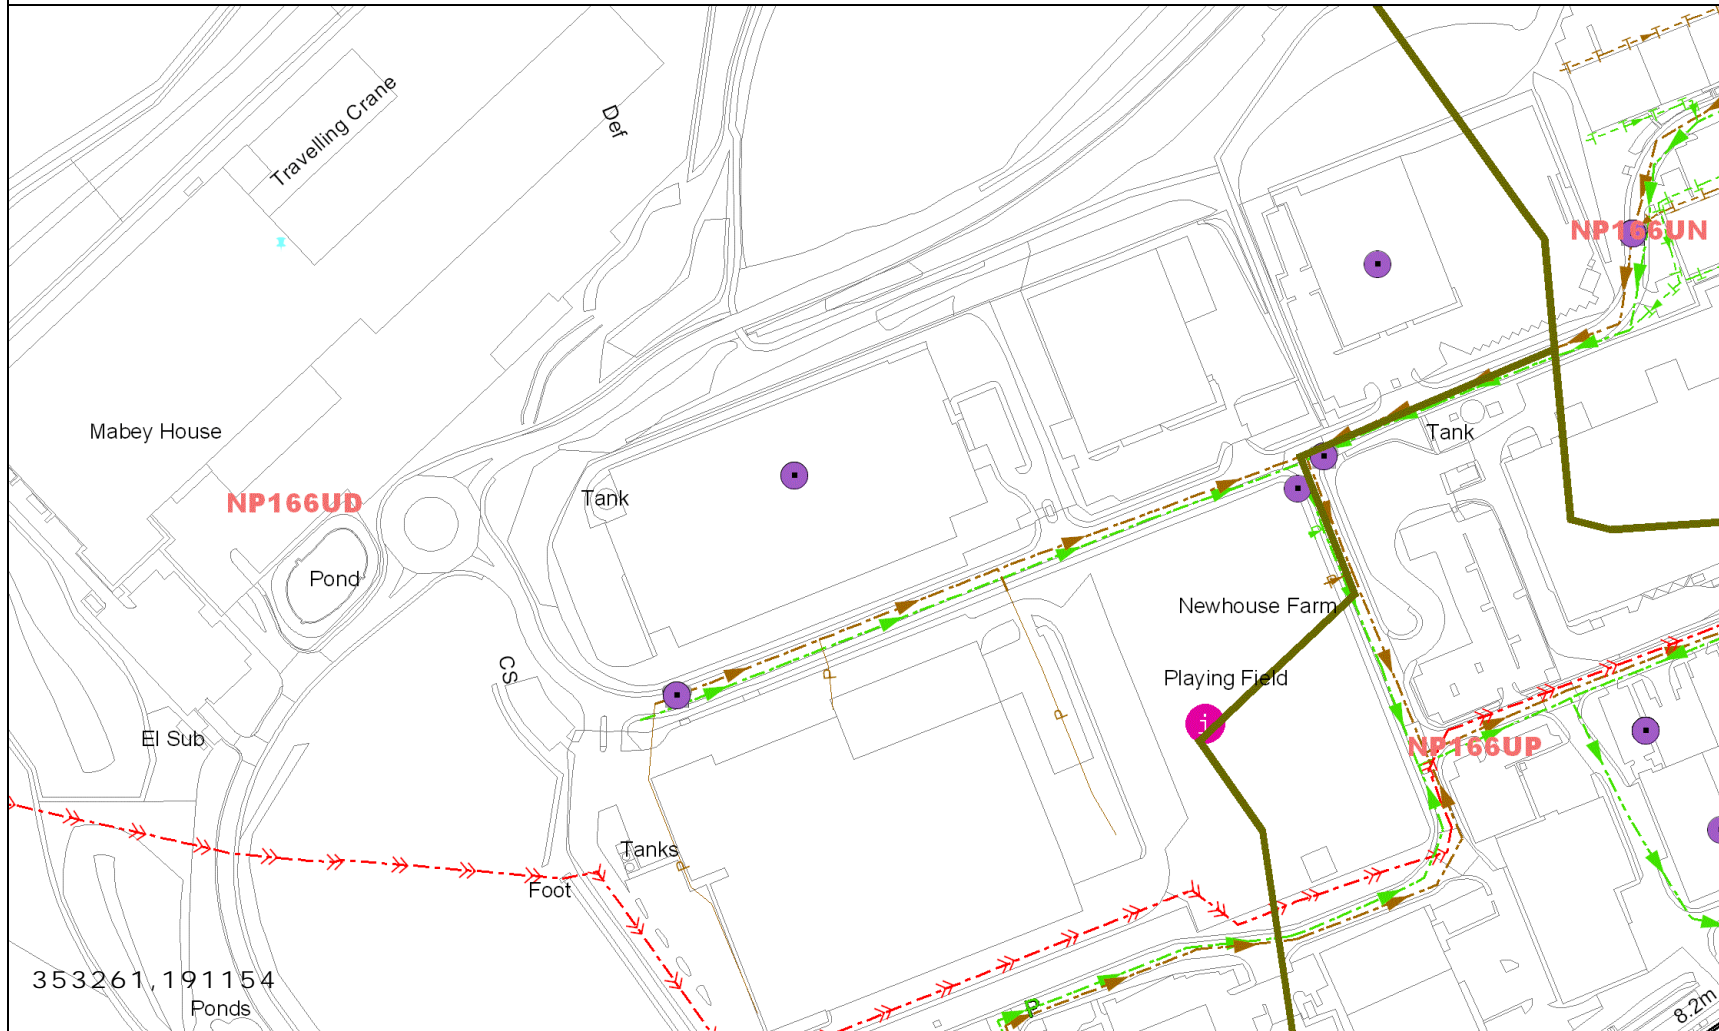 Travelling Crane
Def
NP166UN
Mabey House
Tank
NP166UD
Tank
Pond
P
P
Newhouse Farm
CS
P
Playing Field
P
i
El Sub
NP166UP
Tanks
P
Foot
353261,191154
Ponds
P
8.2m